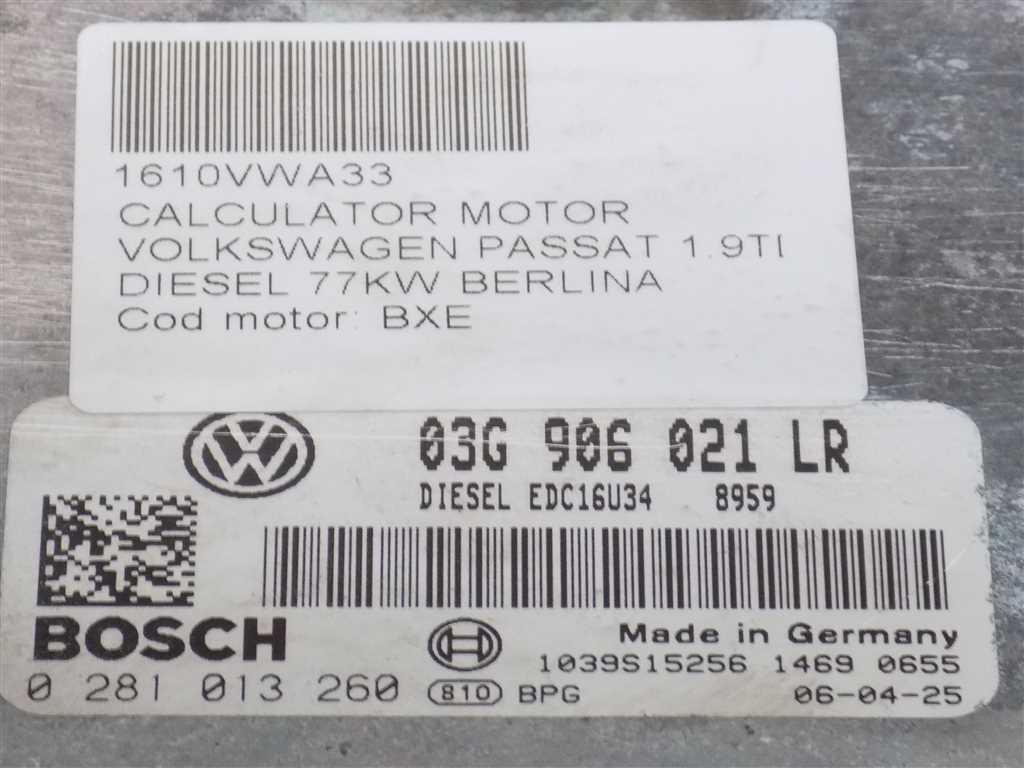 1610VWA33
CALCULATOR MOTOR
VOLKSWAGEN PASSAT 1.9TI
DIESEL 77KW BERLINA
Cod motor: BXE
03G 906 021 LR
DIESEL EDC16U34 8959
BOSCH
Made in Germany
1039S15256 1469 0655
0 281 013 260 810 BPG 06-04-25